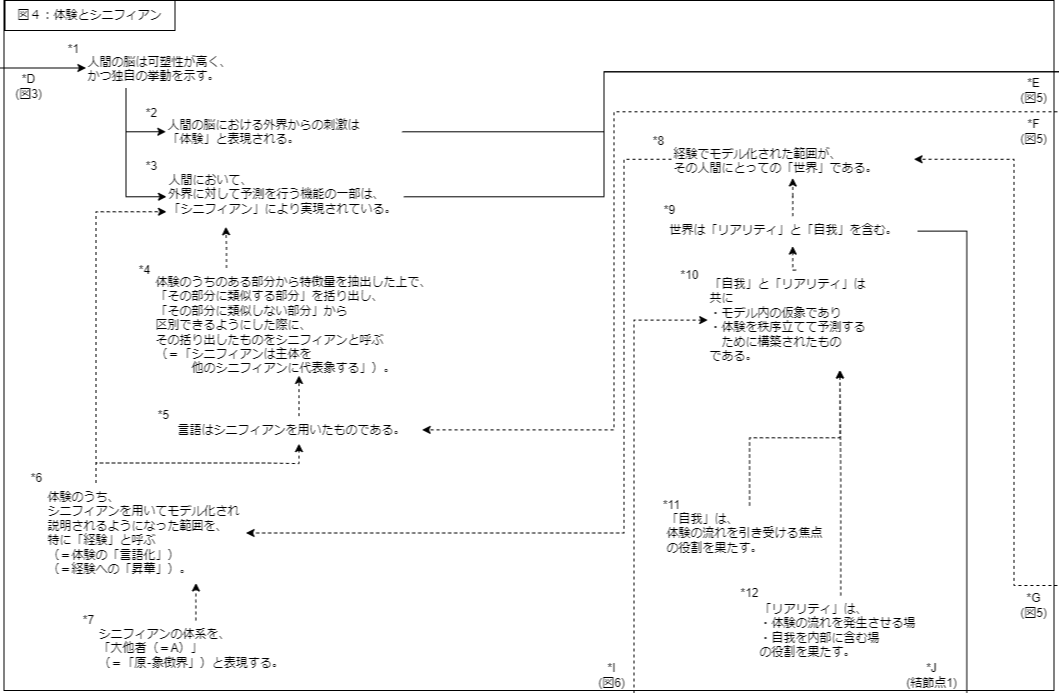 図４：体験とシニフィアン
*1
人間の脳は可塑性が高く、
かつ独自の挙動を示す。
*D
(図3)
*2
人間の脳における外界からの刺激は
「体験」と表現される。
*3
人間において、
外界に対して予測を行う機能の一部は、
「シニフィアン」により実現されている。
*4
体験のうちのある部分から特徴量を抽出した上で、
「その部分に類似する部分」を括り出し、
「その部分に類似しない部分」から
区別できるようにした際に、
その括り出したものをシニフィアンと呼ぶ
（＝「シニフィアンは主体を
他のシニフィアンに代表象する」）。
*5
言語はシニフィアンを用いたものである。
*6
体験のうち、
シニフィアンを用いてモデル化され
説明されるようになった範囲を、
特に「経験」と呼ぶ
（＝体験の「言語化」）
（＝経験への「昇華」）。
*7
シニフィアンの体系を、
「大他者（＝A）」
（＝「原-象徴界」）と表現する。
*E
(図5)
*F
(図5)
*8
経験でモデル化された範囲が、
その人間にとっての「世界」である。
*9
世界は「リアリティ」と「自我」を含む。
*10
「自我」と「リアリティ」は
共に
・モデル内の仮象であり
・体験を秩序立てて予測する
ために構築されたもの
である。
*11
「自我」は、
体験の流れを引き受ける焦点
の役割を果たす。
*12
「リアリティ」は、
・体験の流れを発生させる場
・自我を内部に含む場
の役割を果たす。
*G
(図5)
*I
(図6)
*J
(結節点1)